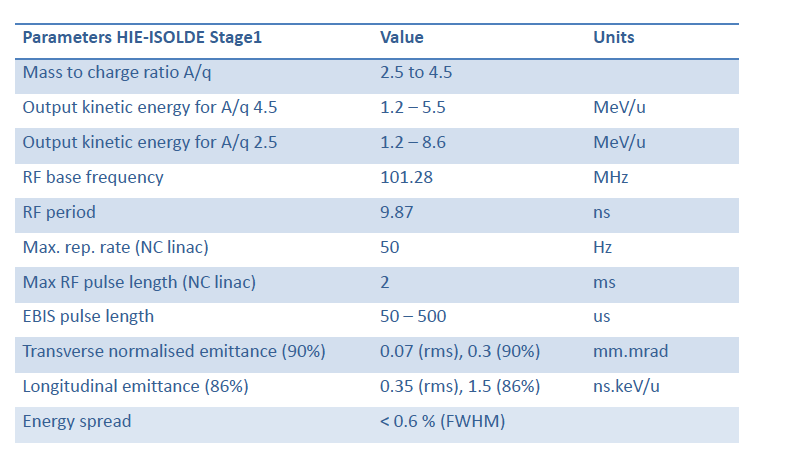 Parameters HIE-ISOLDE Stage1 Value Units
Mass to charge ratio A/q 2.5 to 4.5
Output kinetic energy for A/q 4.5 1.2 – 5.5 MeV/u
Output kinetic energy for A/q 2.5 1.2 – 8.6 MeV/u
RF base frequency 101.28 MHz
RF period 9.87 ns
Max. rep. rate (NC linac) 50 Hz
Max RF pulse length (NC linac) 2 ms
EBIS pulse length 50 – 500 us
Transverse normalised emittance (90%) 0.07 (rms), 0.3 (90%) mm.mrad
Longitudinal emittance (86%) 0.35 (rms), 1.5 (86%) ns.keV/u
Energy spread < 0.6 % (FWHM)